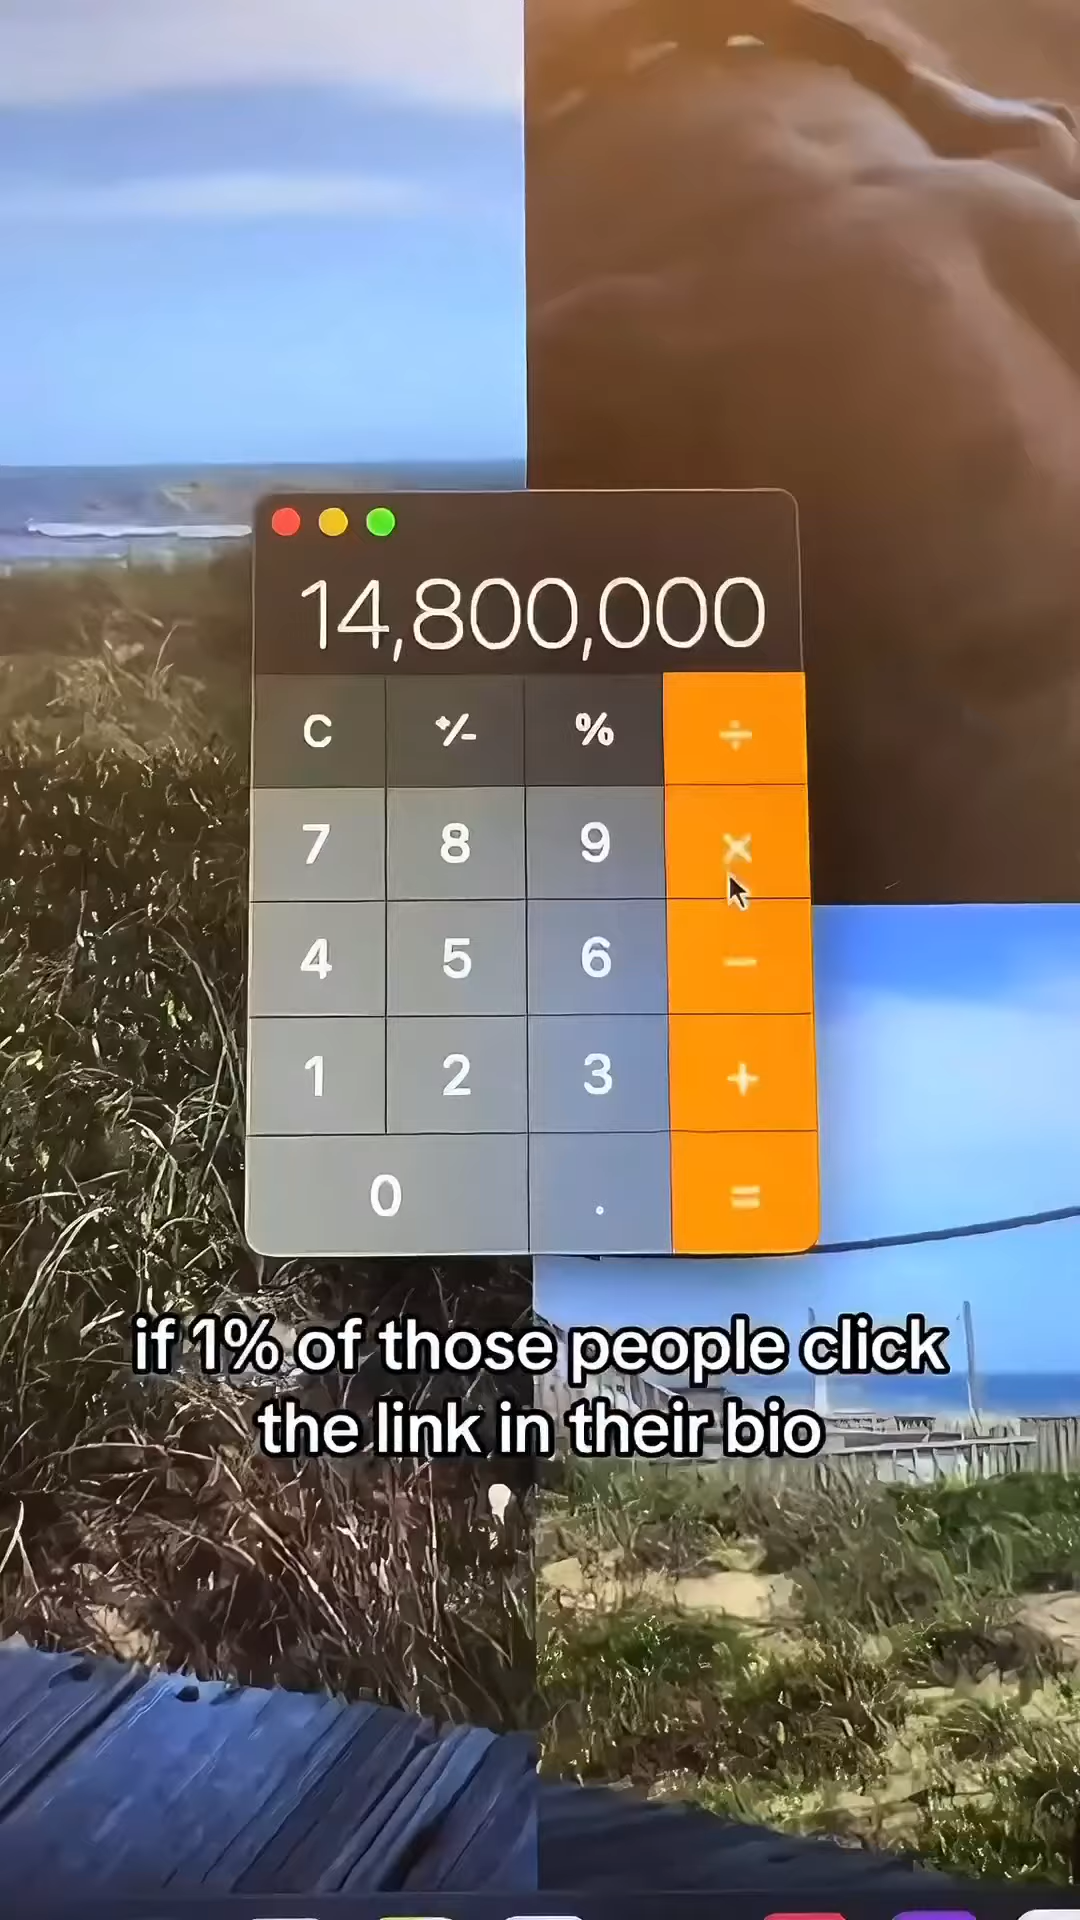 14,800,000
C +/- % ÷
7 8 9 ×
4 5 6 −
1 2 3 +
0 . =
if 1% of those people click
the link in their bio